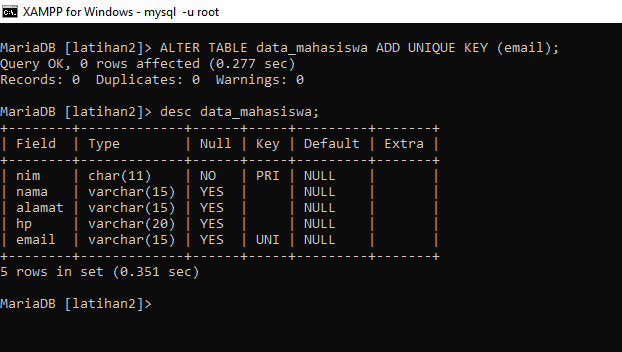 XAMPP for Windows - mysql  -u root
MariaDB [latihan2]> ALTER TABLE data_mahasiswa ADD UNIQUE KEY (email);
Query OK, 0 rows affected (0.277 sec)
Records: 0  Duplicates: 0  Warnings: 0
MariaDB [latihan2]> desc data_mahasiswa;
+--------+-------------+------+-----+---------+-------+
| Field  | Type        | Null | Key | Default | Extra |
+--------+-------------+------+-----+---------+-------+
| nim    | char(11)    | NO   | PRI | NULL    |       |
| nama   | varchar(15) | YES  |     | NULL    |       |
| alamat | varchar(15) | YES  |     | NULL    |       |
| hp     | varchar(20) | YES  |     | NULL    |       |
| email  | varchar(15) | YES  | UNI | NULL    |       |
+--------+-------------+------+-----+---------+-------+
5 rows in set (0.351 sec)
MariaDB [latihan2]>